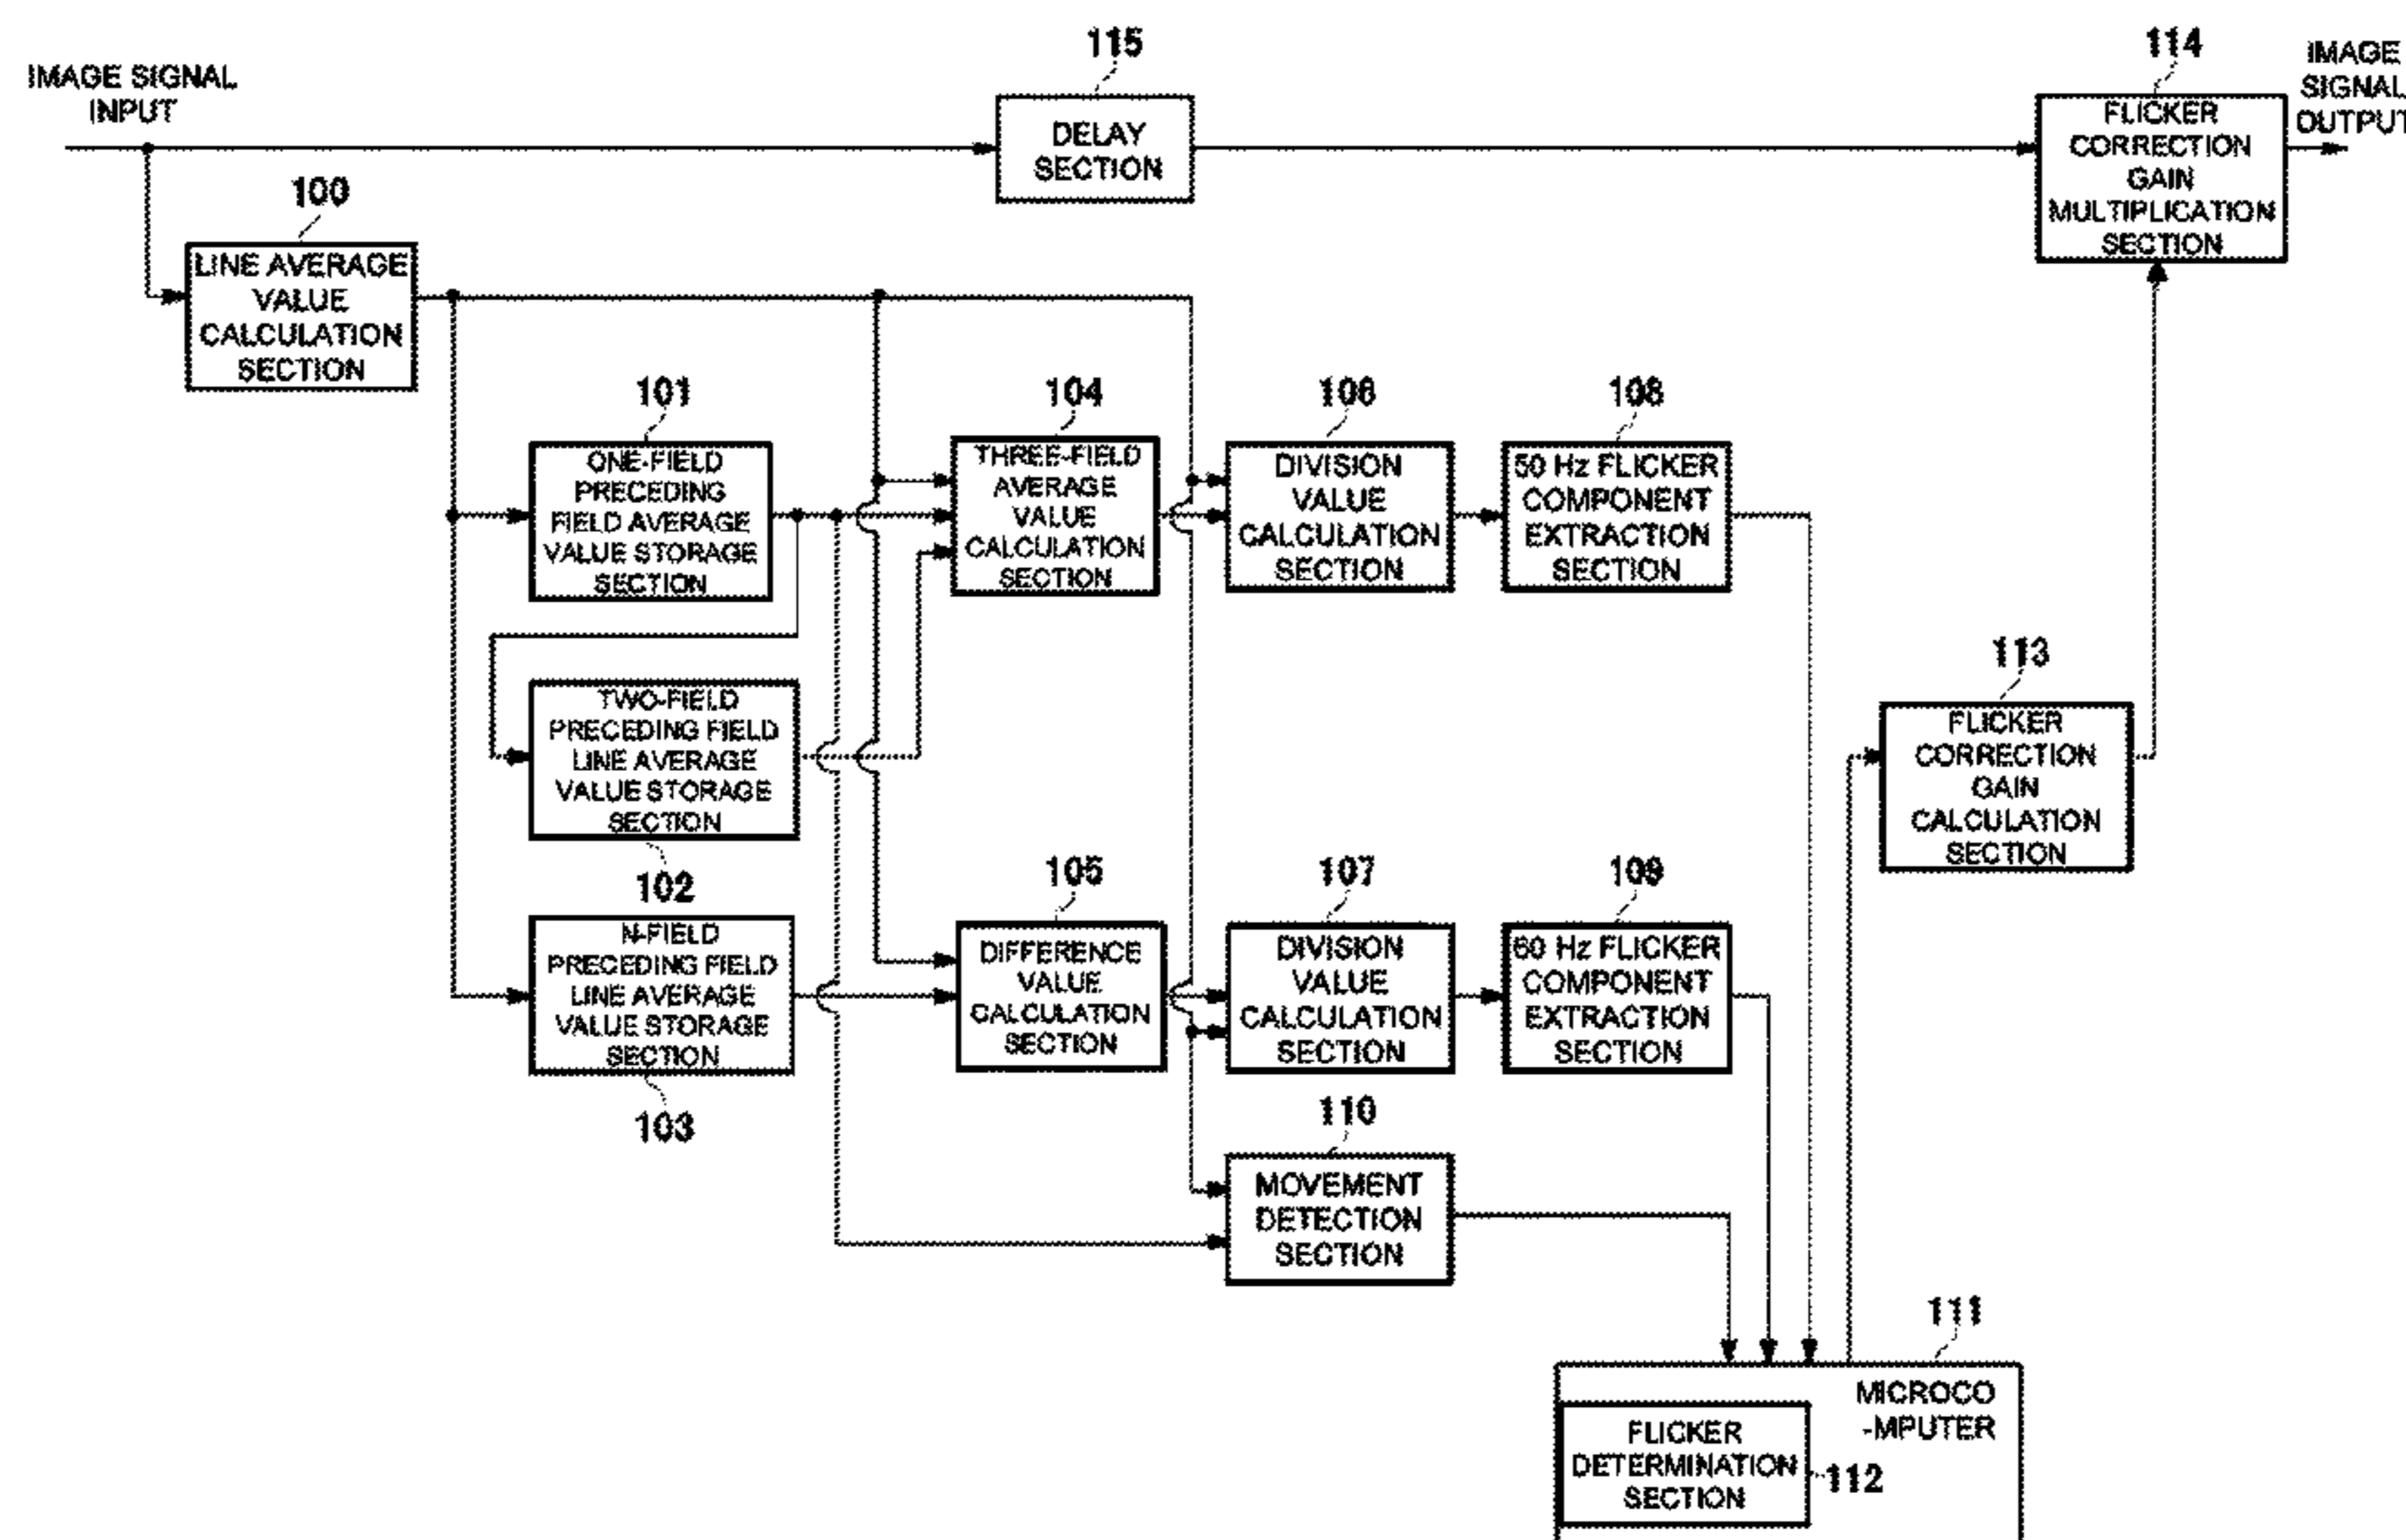 115
114
IMAGE SIGNAL
INPUT
IMAGE
SIGNAL
OUTPUT
DELAY
SECTION
FLICKER
CORRECTION
GAIN
MULTIPLICATION
SECTION
100
LINE AVERAGE
VALUE
CALCULATION
SECTION
101
ONE-FIELD
PRECEDING
FIELD AVERAGE
VALUE STORAGE
SECTION
104
THREE-FIELD
AVERAGE
VALUE
CALCULATION
SECTION
106
DIVISION
VALUE
CALCULATION
SECTION
108
50 Hz FLICKER
COMPONENT
EXTRACTION
SECTION
TWO-FIELD
PRECEDING FIELD
LINE AVERAGE
VALUE STORAGE
SECTION
102
113
FLICKER
CORRECTION
GAIN
CALCULATION
SECTION
N-FIELD
PRECEDING FIELD
LINE AVERAGE
VALUE STORAGE
SECTION
103
105
DIFFERENCE
VALUE
CALCULATION
SECTION
107
DIVISION
VALUE
CALCULATION
SECTION
109
60 Hz FLICKER
COMPONENT
EXTRACTION
SECTION
110
MOVEMENT
DETECTION
SECTION
111
MICROCO
-MPUTER
FLICKER
DETERMINATION
SECTION
112